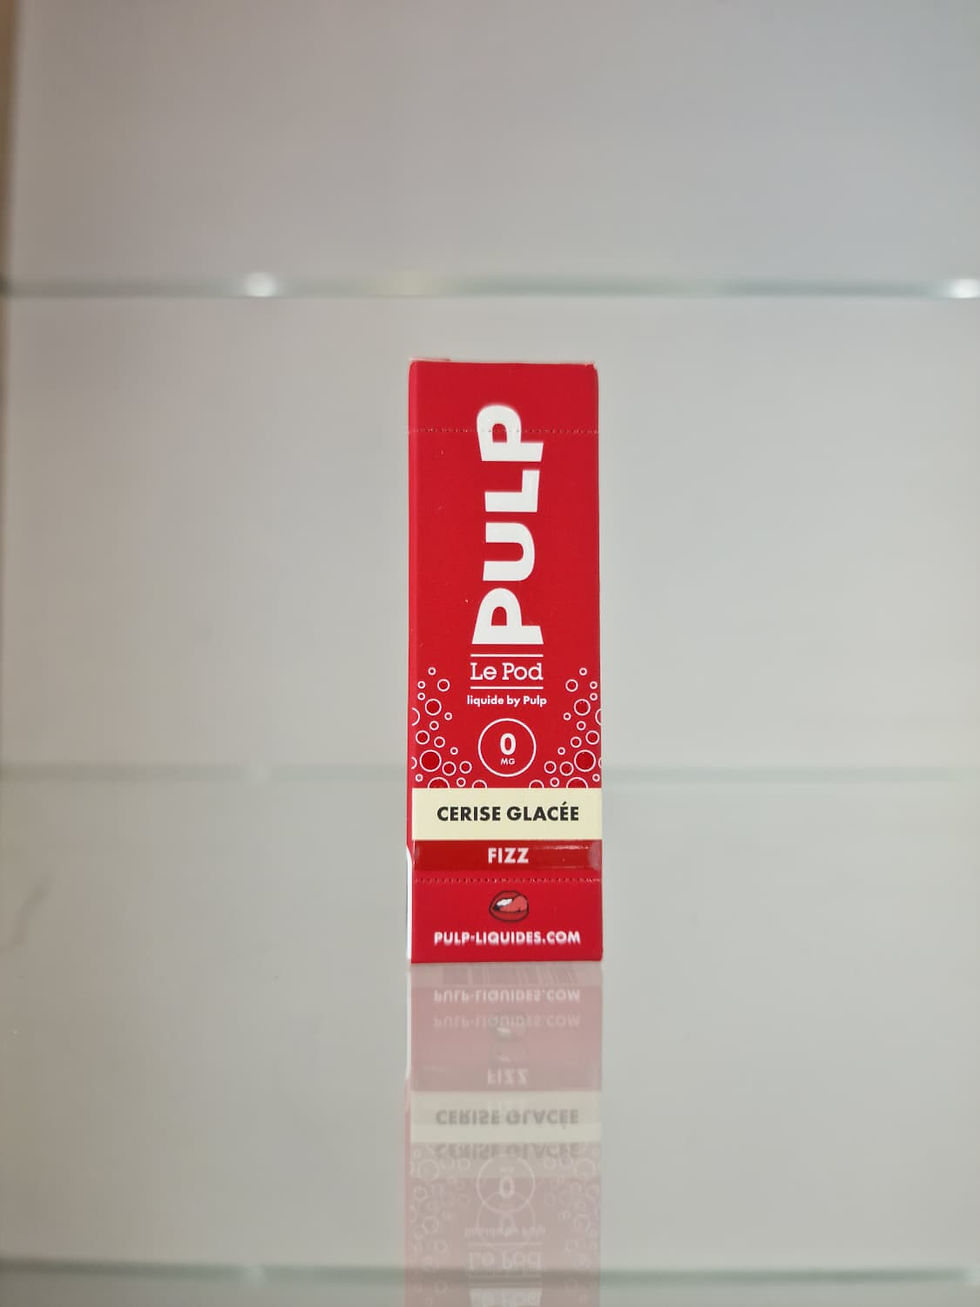 PULP
Le Pod
liquide by Pulp
0
MG
CERISE GLACÉE
FIZZ
PULP-LIQUIDES.COM